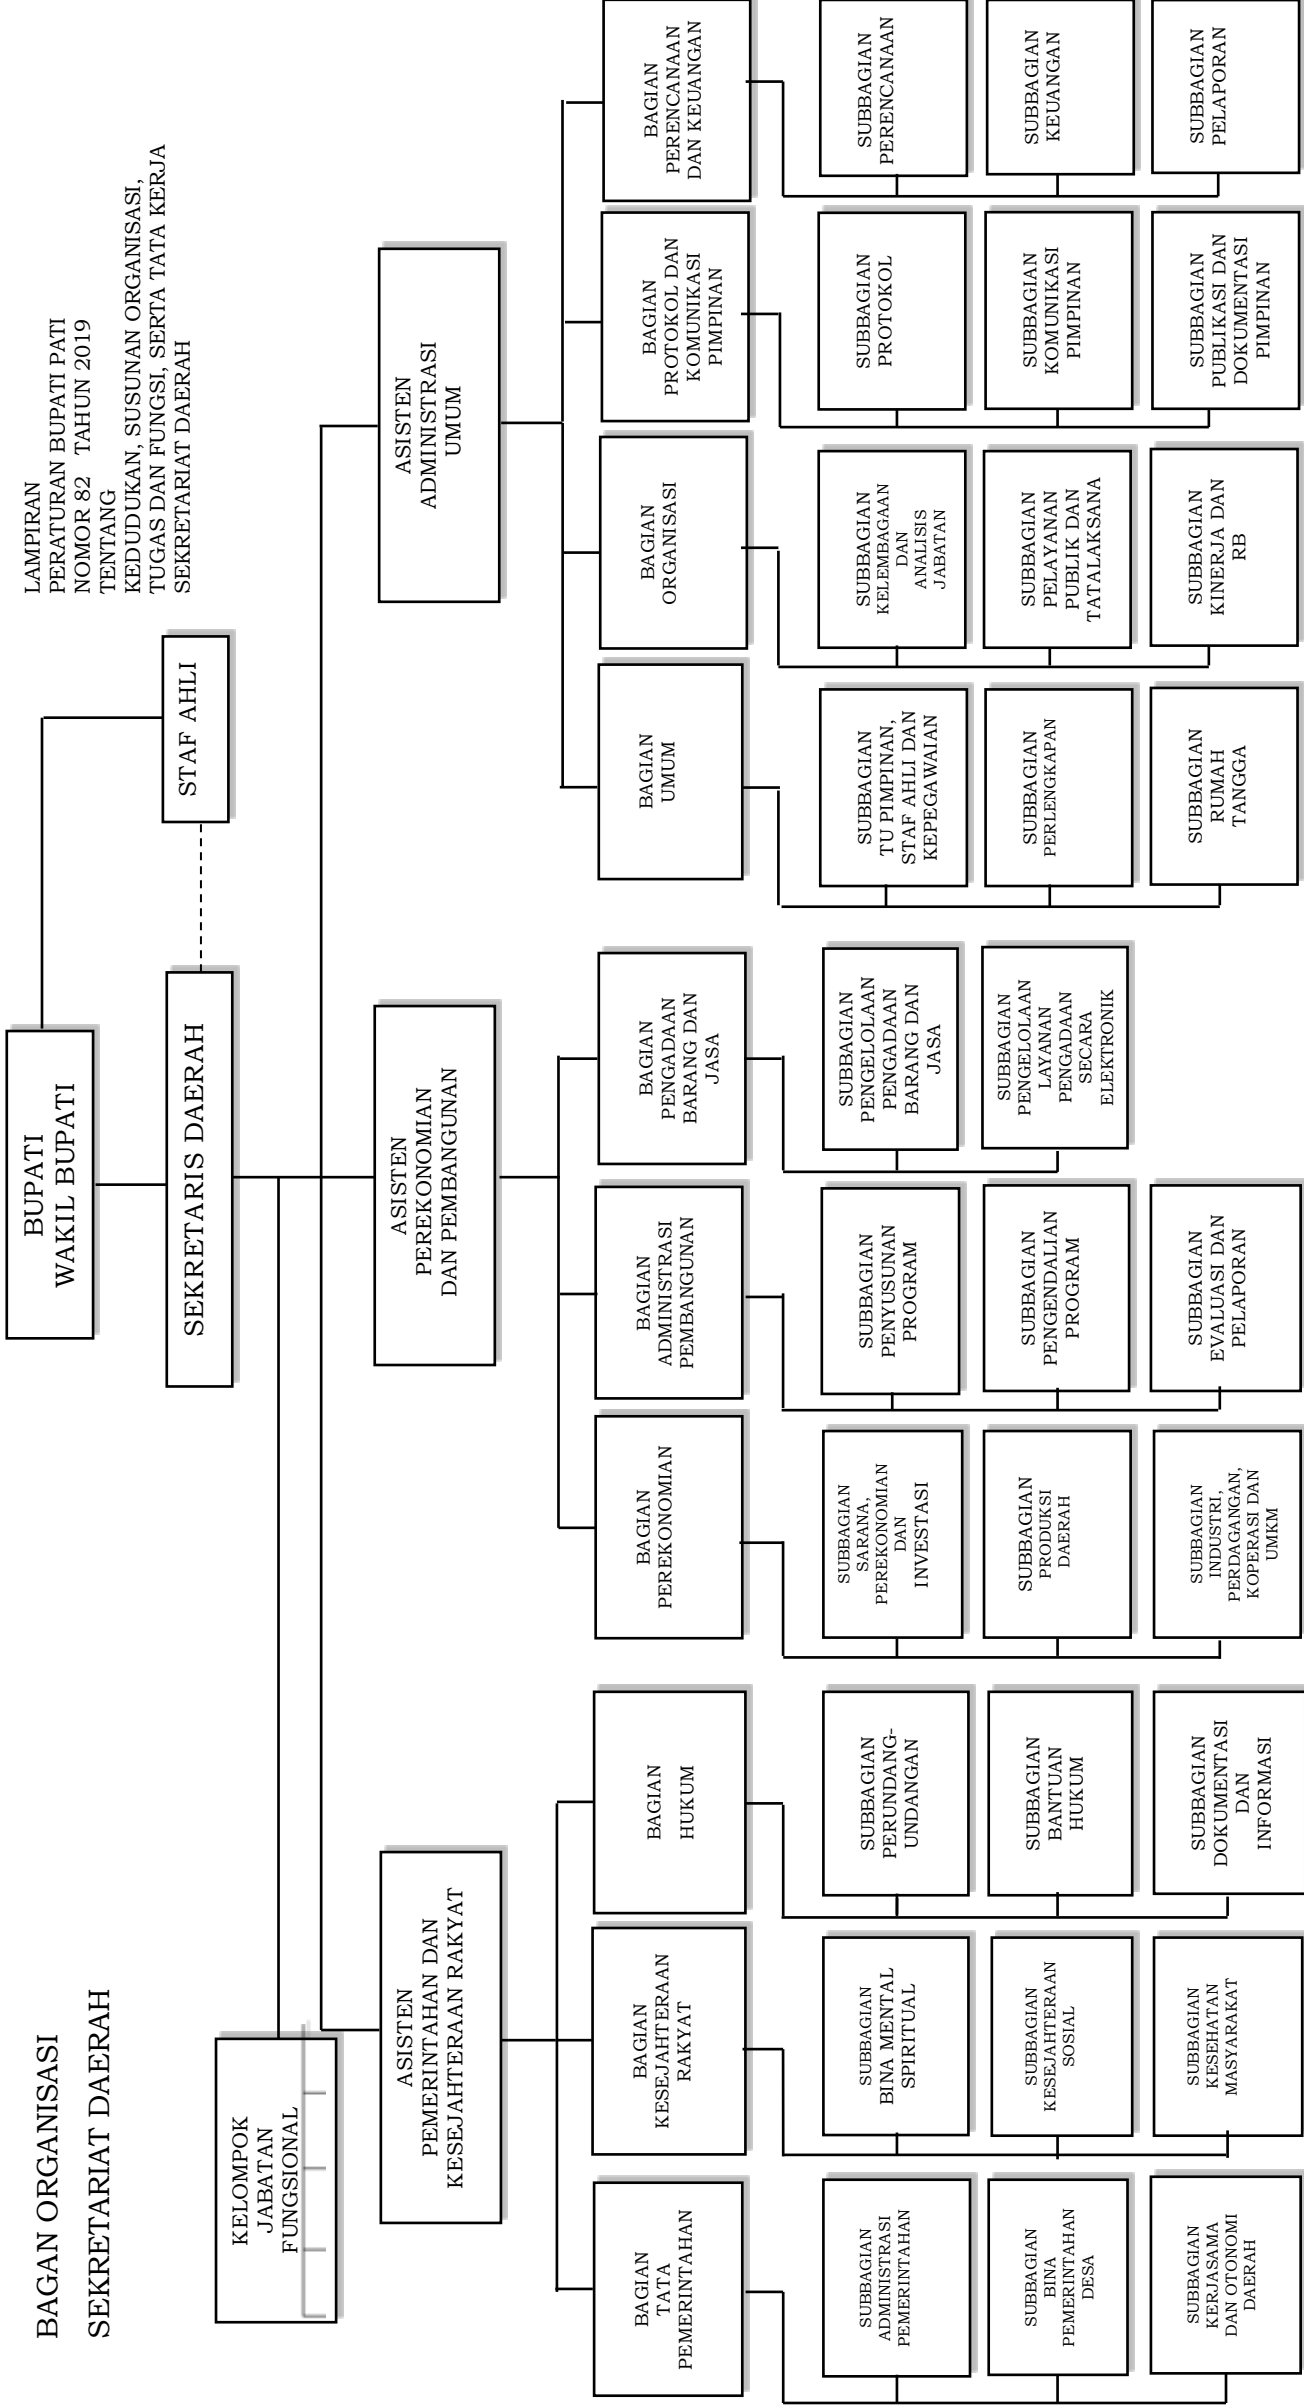 BAGAN ORGANISASI
SEKRETARIAT DAERAH
LAMPIRAN
PERATURAN BUPATI PATI
NOMOR 82 TAHUN 2019
TENTANG
KEDUDUKAN, SUSUNAN ORGANISASI,
TUGAS DAN FUNGSI, SERTA TATA KERJA
SEKRETARIAT DAERAH
BUPATI
WAKIL BUPATI
STAF AHLI
SEKRETARIS DAERAH
KELOMPOK
JABATAN
FUNGSIONAL
ASISTEN
PEMERINTAHAN DAN
KESEJAHTERAAN RAKYAT
ASISTEN
PEREKONOMIAN
DAN PEMBANGUNAN
ASISTEN
ADMINISTRASI
UMUM
BAGIAN
TATA
PEMERINTAHAN
BAGIAN
KESEJAHTERAAN
RAKYAT
BAGIAN
HUKUM
BAGIAN
PEREKONOMIAN
BAGIAN
ADMINISTRASI
PEMBANGUNAN
BAGIAN
PENGADAAN
BARANG DAN
JASA
BAGIAN
UMUM
BAGIAN
ORGANISASI
BAGIAN
PROTOKOL DAN
KOMUNIKASI
PIMPINAN
BAGIAN
PERENCANAAN
DAN KEUANGAN
SUBBAGIAN
ADMINISTRASI
PEMERINTAHAN
SUBBAGIAN
BINA MENTAL
SPIRITUAL
SUBBAGIAN
PERUNDANG-
UNDANGAN
SUBBAGIAN
SARANA,
PEREKONOMIAN
DAN
INVESTASI
SUBBAGIAN
PENYUSUNAN
PROGRAM
SUBBAGIAN
PENGELOLAAN
PENGADAAN
BARANG DAN
JASA
SUBBAGIAN
TU PIMPINAN,
STAF AHLI DAN
KEPEGAWAIAN
SUBBAGIAN
KELEMBAGAAN
DAN
ANALISIS
JABATAN
SUBBAGIAN
PROTOKOL
SUBBAGIAN
PERENCANAAN
SUBBAGIAN
BINA
PEMERINTAHAN
DESA
SUBBAGIAN
KESEJAHTERAAN
SOSIAL
SUBBAGIAN
BANTUAN
HUKUM
SUBBAGIAN
PRODUKSI
DAERAH
SUBBAGIAN
PENGENDALIAN
PROGRAM
SUBBAGIAN
PENGELOLAAN
LAYANAN
PENGADAAN
SECARA
ELEKTRONIK
SUBBAGIAN
PERLENGKAPAN
SUBBAGIAN
PELAYANAN
PUBLIK DAN
TATALAKSANA
SUBBAGIAN
KOMUNIKASI
PIMPINAN
SUBBAGIAN
KEUANGAN
SUBBAGIAN
KERJASAMA
DAN OTONOMI
DAERAH
SUBBAGIAN
KESEHATAN
MASYARAKAT
SUBBAGIAN
DOKUMENTASI
DAN
INFORMASI
SUBBAGIAN
INDUSTRI,
PERDAGANGAN,
KOPERASI DAN
UMKM
SUBBAGIAN
EVALUASI DAN
PELAPORAN
SUBBAGIAN
RUMAH
TANGGA
SUBBAGIAN
KINERJA DAN
RB
SUBBAGIAN
PUBLIKASI DAN
DOKUMENTASI
PIMPINAN
SUBBAGIAN
PELAPORAN